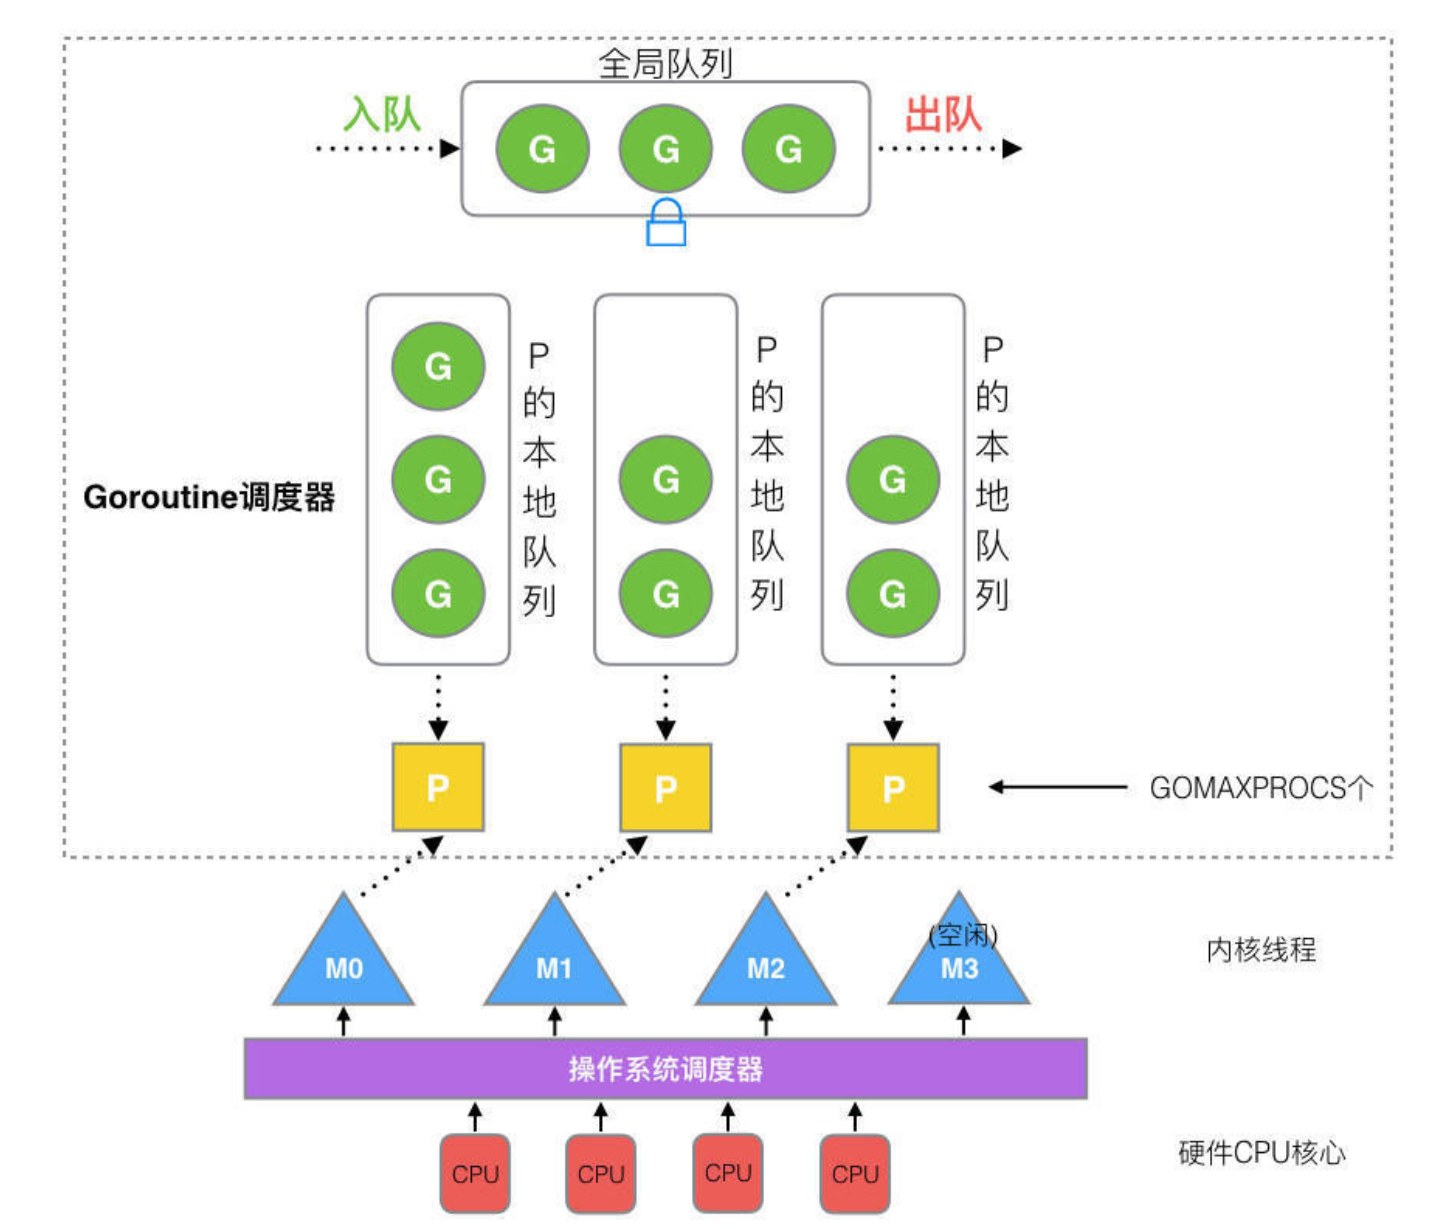 全局队列
入队
出队
G G G
G
G G G
G G G
P的本地队列
P的本地队列
P的本地队列
Goroutine调度器
P P P
GOMAXPROCS个
(空闲)
M0 M1 M2 M3
内核线程
操作系统调度器
CPU CPU CPU CPU
硬件CPU核心